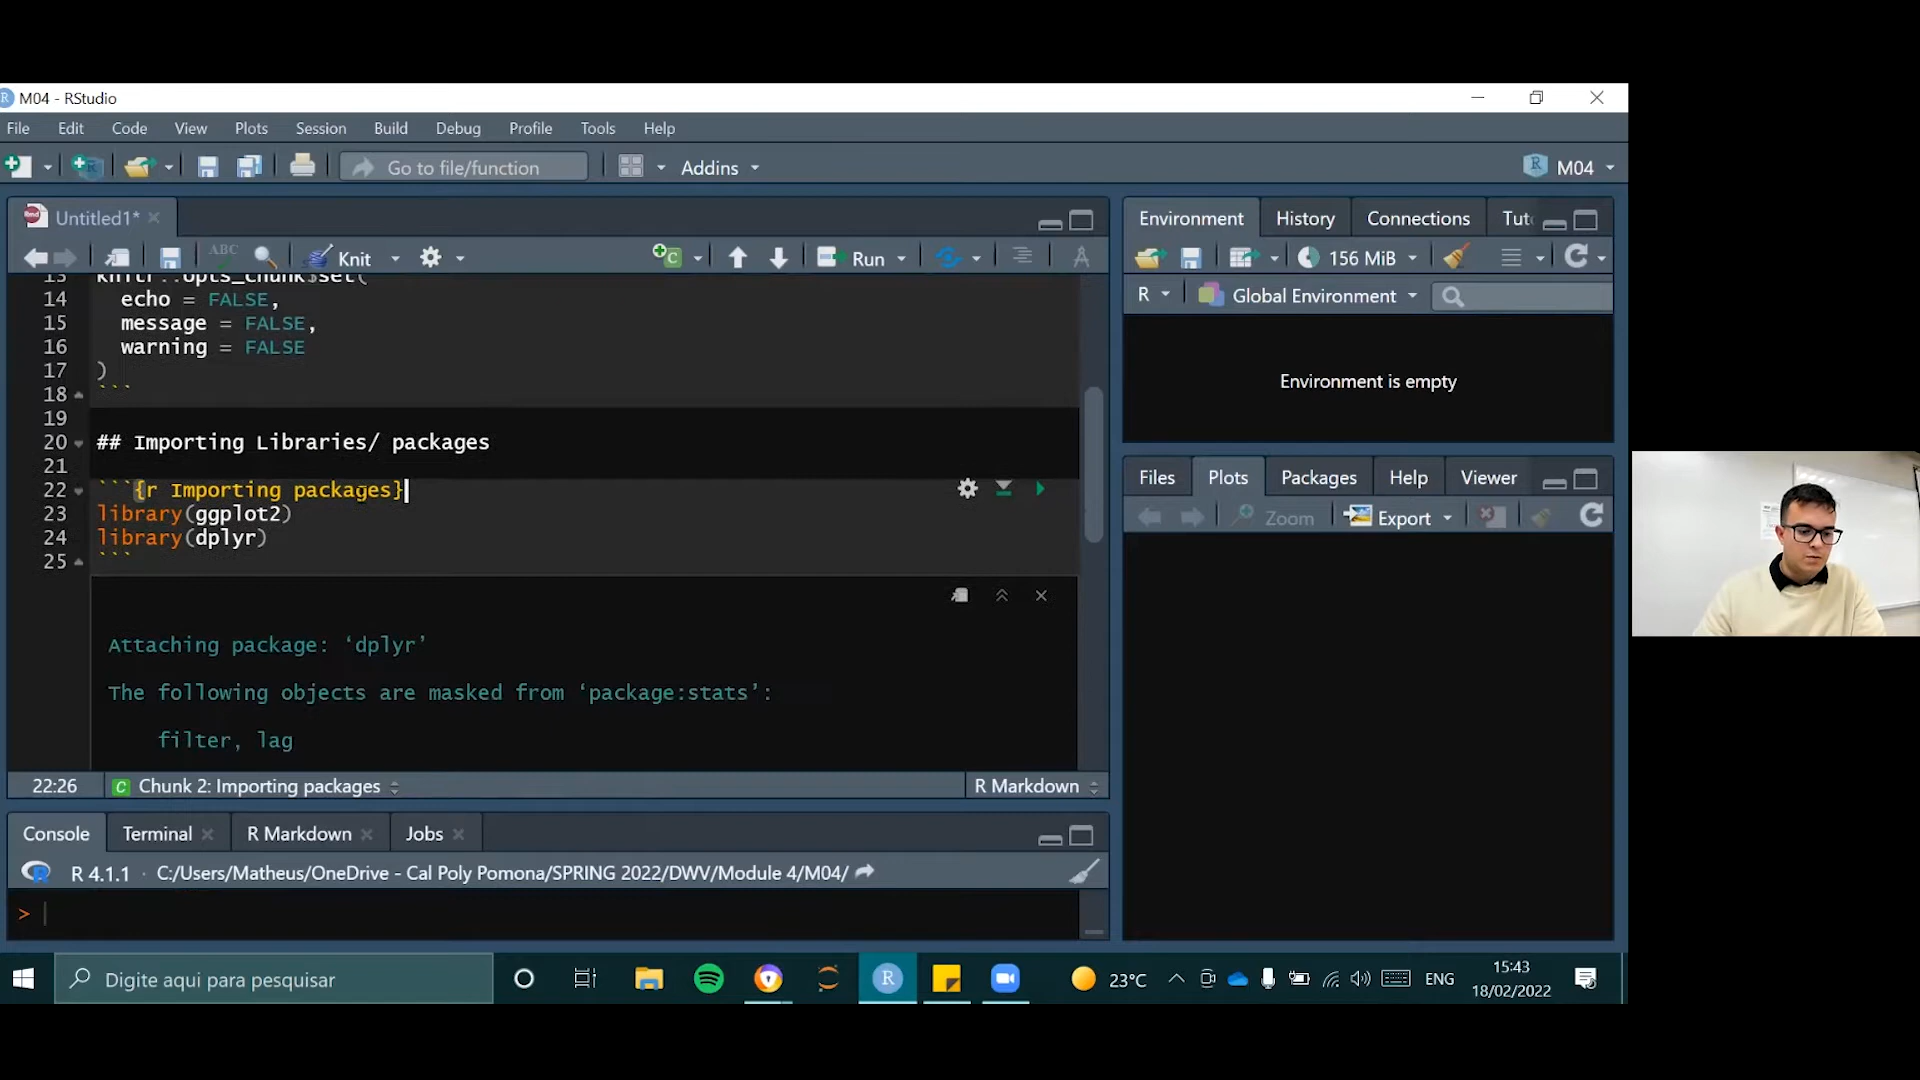 M04 - RStudio
File Edit Code View Plots Session Build Debug Profile Tools Help
Go to file/function Addins M04
Untitled1*
Knit Run
13 knitr::opts_chunk$set(
14 echo = FALSE,
15 message = FALSE,
16 warning = FALSE
17 )
18 ```
19
20 ## Importing Libraries/ packages
21
22 ```{r Importing packages}
23 library(ggplot2)
24 library(dplyr)
25 ```
Attaching package: ‘dplyr’
The following objects are masked from ‘package:stats’:
filter, lag
22:26 C Chunk 2: Importing packages R Markdown
Console Terminal R Markdown Jobs
R 4.1.1 · C:/Users/Matheus/OneDrive - Cal Poly Pomona/SPRING 2022/DWV/Module 4/M04/
>
Environment History Connections Tuto
156 MiB
R Global Environment
Environment is empty
Files Plots Packages Help Viewer
Zoom Export
Digite aqui para pesquisar
23°C ENG 15:43
18/02/2022